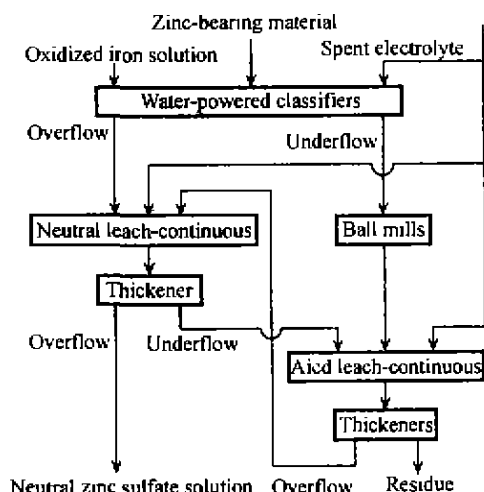 Zinc-bearing material
Oxidized iron solution
Spent electrolyte
Water-powered classifiers
Overflow
Underflow
Neutral leach-continuous
Ball mills
Thickener
Overflow
Underflow
Aicd leach-continuous
Thickeners
Neutral zinc sulfate solution
Overflow
Residue